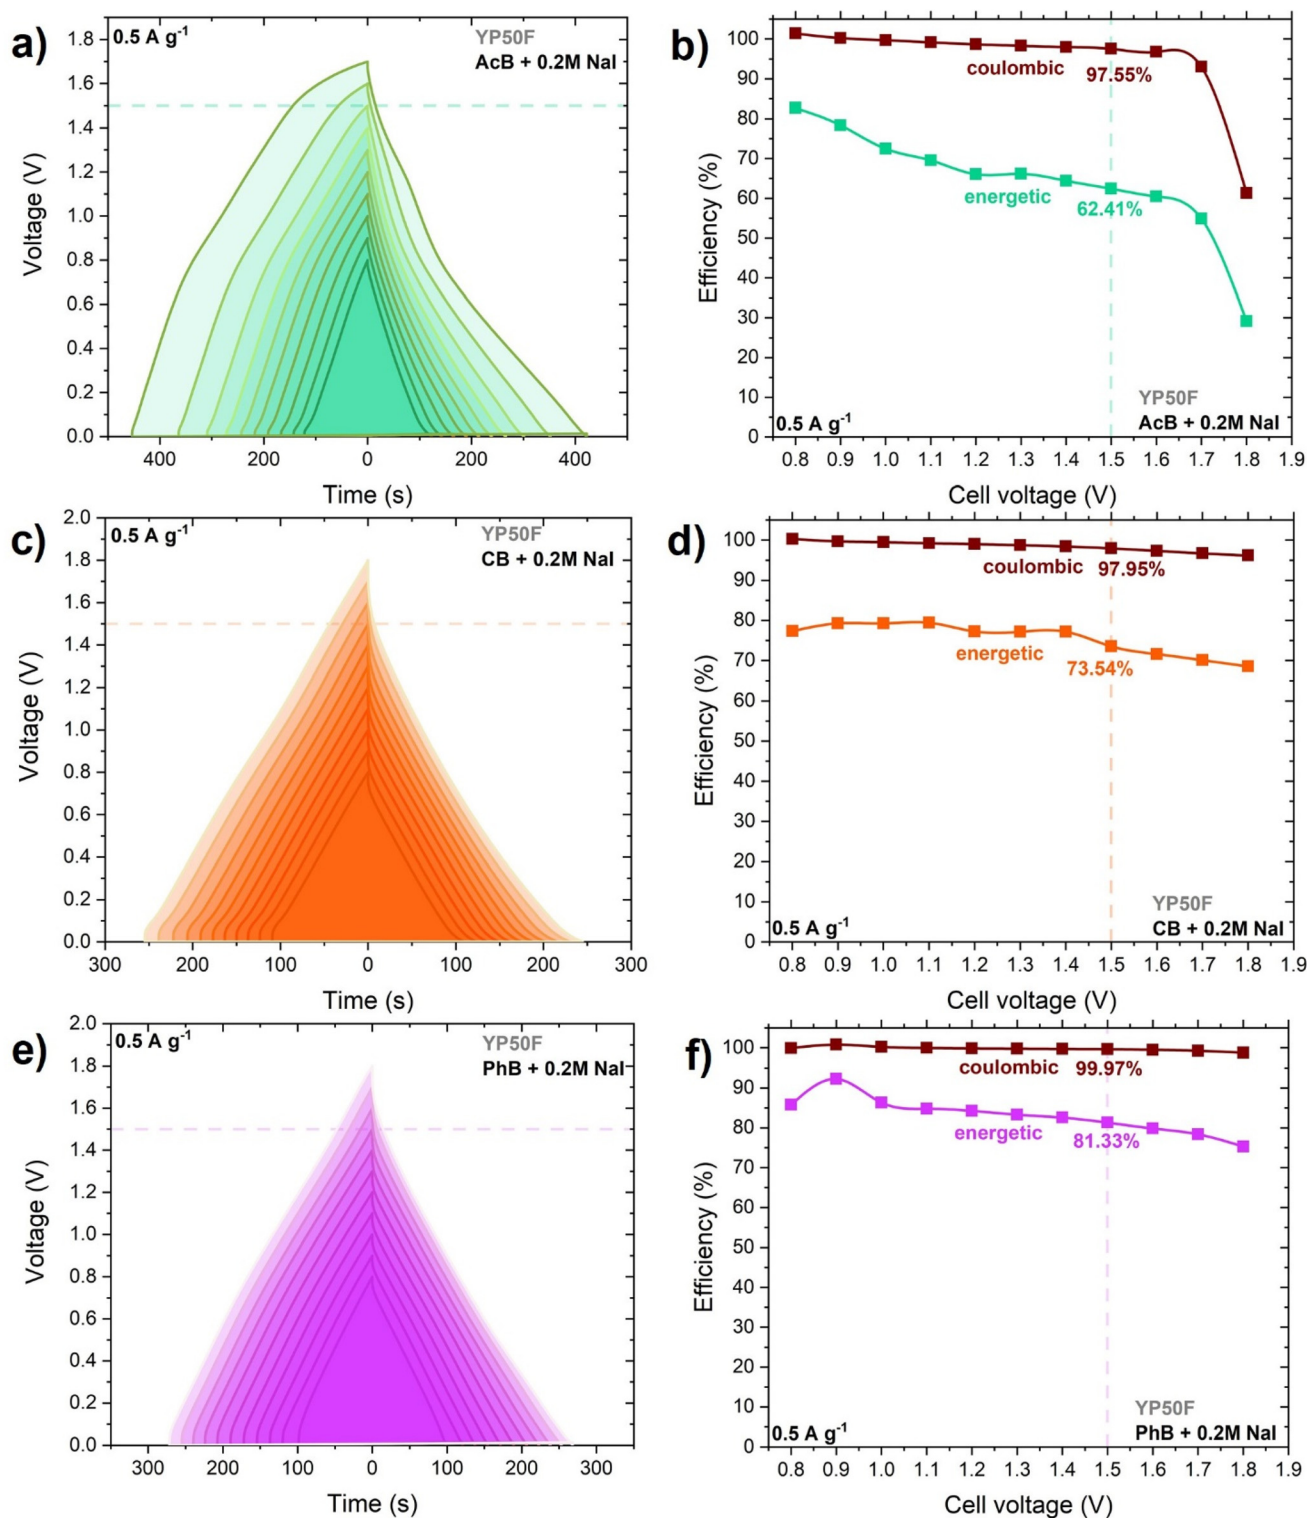 a)
0.5 A g⁻¹
YP50F
AcB + 0.2M NaI
Voltage (V)
1.8
1.6
1.4
1.2
1.0
0.8
0.6
0.4
0.2
0.0
400 200 0 200 400
Time (s)
b)
Efficiency (%)
100
90
80
70
60
50
40
30
20
10
0
coulombic 97.55%
energetic
62.41%
YP50F
0.5 A g⁻¹
AcB + 0.2M NaI
0.8 0.9 1.0 1.1 1.2 1.3 1.4 1.5 1.6 1.7 1.8 1.9
Cell voltage (V)
c)
0.5 A g⁻¹
YP50F
CB + 0.2M NaI
Voltage (V)
2.0
1.8
1.6
1.4
1.2
1.0
0.8
0.6
0.4
0.2
0.0
300 200 100 0 100 200 300
Time (s)
d)
Efficiency (%)
100
90
80
70
60
50
40
30
20
10
0
coulombic 97.95%
energetic
73.54%
YP50F
0.5 A g⁻¹
CB + 0.2M NaI
0.8 0.9 1.0 1.1 1.2 1.3 1.4 1.5 1.6 1.7 1.8 1.9
Cell voltage (V)
e)
0.5 A g⁻¹
YP50F
PhB + 0.2M NaI
Voltage (V)
2.0
1.8
1.6
1.4
1.2
1.0
0.8
0.6
0.4
0.2
0.0
300 200 100 0 100 200 300
Time (s)
f)
Efficiency (%)
100
90
80
70
60
50
40
30
20
10
0
coulombic 99.97%
energetic 81.33%
YP50F
0.5 A g⁻¹
PhB + 0.2M NaI
0.8 0.9 1.0 1.1 1.2 1.3 1.4 1.5 1.6 1.7 1.8 1.9
Cell voltage (V)